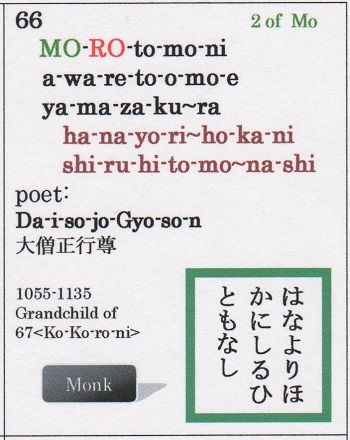 66
2 of Mo
MO-RO-to-mo-ni
a-wa-re-to-o-mo-e
ya-ma-za-ku~ra
ha-na-yo-ri~ho-ka-ni
shi-ru-hi-to-mo~na-shi
poet:
Da-i-so-jo-Gyo-so-n
大僧正行尊
1055-1135
Grandchild of
67<Ko-Ko-ro-ni>
Monk
はなよりほ
かにしるひ
ともなし